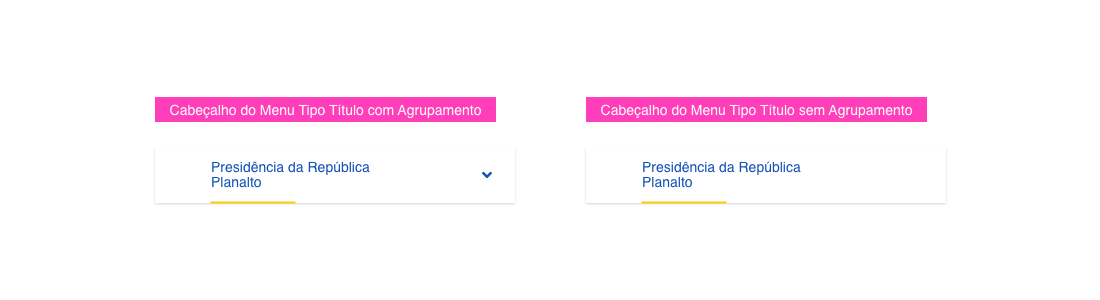 Cabeçalho do Menu Tipo Título com Agrupamento
Presidência da República
Planalto
Cabeçalho do Menu Tipo Título sem Agrupamento
Presidência da República
Planalto